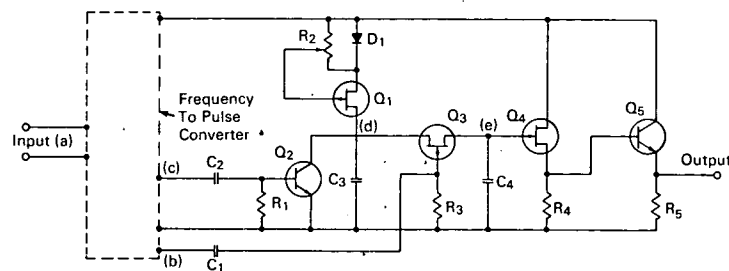 R2
D1
Q1
Frequency
To Pulse
Converter
(d)
Q3
(e)
Q4
Q5
Input (a)
(c)
C2
Q2
C3
C4
Output
R1
R3
R4
R5
(b)
C1